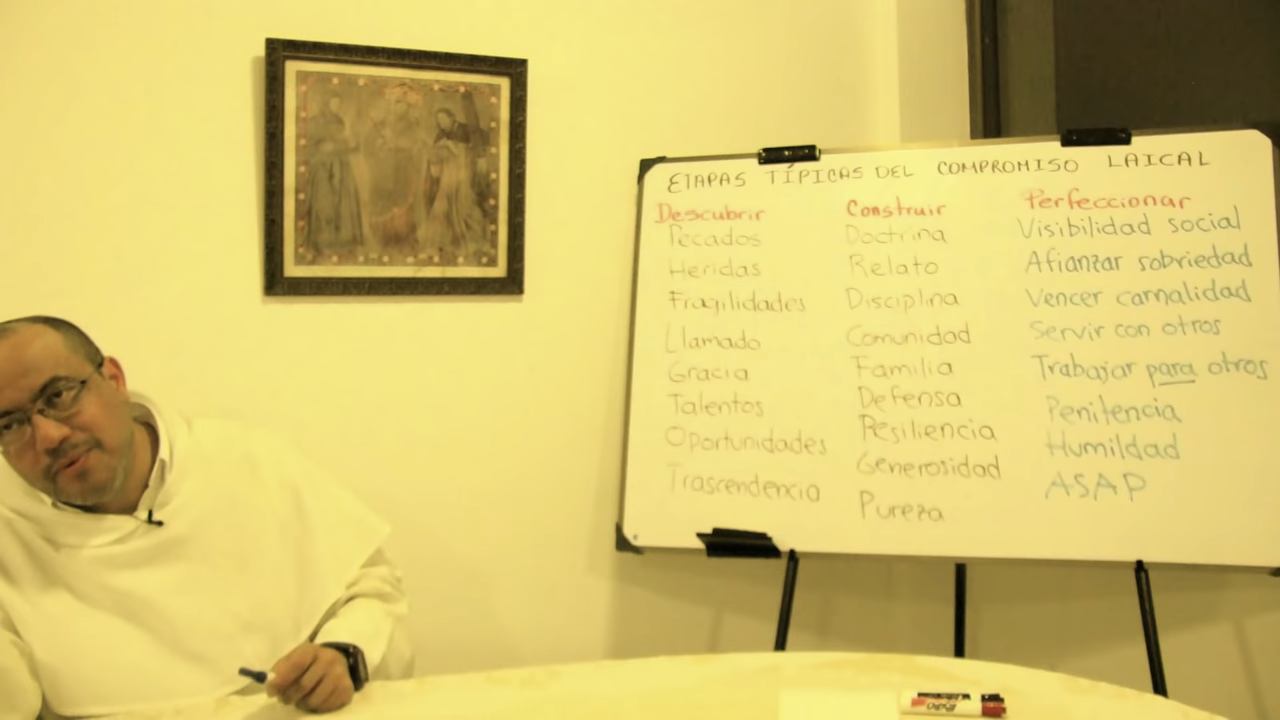 ETAPAS TÍPICAS DEL COMPROMISO LAICAL
Descubrir
Pecados
Heridas
Fragilidades
Llamado
Gracia
Talentos
Oportunidades
Trascendencia
Construir
Doctrina
Relato
Disciplina
Comunidad
Familia
Defensa
Resiliencia
Generosidad
Pureza
Perfeccionar
Visibilidad social
Afianzar sobriedad
Vencer carnalidad
Servir con otros
Trabajar para otros
Penitencia
Humildad
ASAP